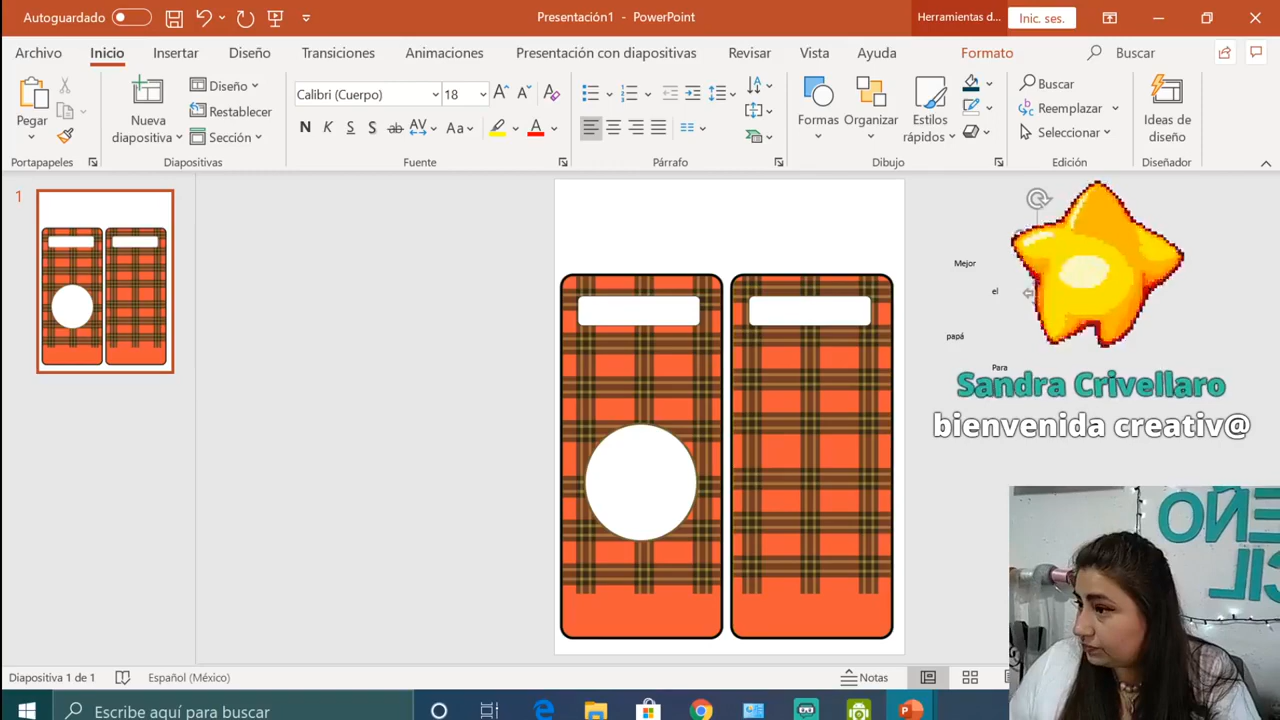 Autoguardado
Presentación1 - PowerPoint
Herramientas d...
Inic. ses.
Archivo Inicio Insertar Diseño Transiciones Animaciones Presentación con diapositivas Revisar Vista Ayuda Formato Buscar
Pegar
Nueva diapositiva
Diseño
Restablecer
Sección
Calibri (Cuerpo) 18
N K S S ab AV Aa A
Formas
Organizar
Estilos rápidos
Buscar
Reemplazar
Seleccionar
Ideas de diseño
Portapapeles Diapositivas Fuente Párrafo Dibujo Edición Diseñador
1
Mejor
el
papá
Para
Sandra Crivellaro
bienvenida creativ@
Diapositiva 1 de 1 Español (México) Notas
Escribe aquí para buscar